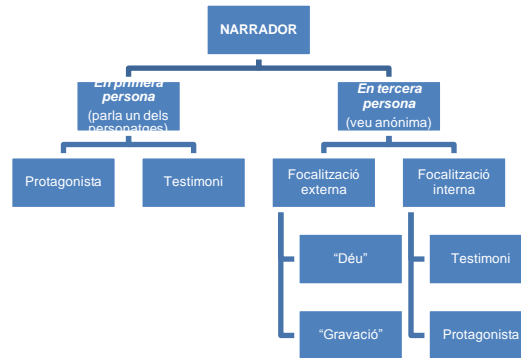 NARRADOR
En primera
persona
(parla un dels
personatges)
En tercera
persona
(veu anónima)
Protagonista
Testimoni
Focalització
externa
Focalització
interna
“Déu”
Testimoni
“Gravació”
Protagonista